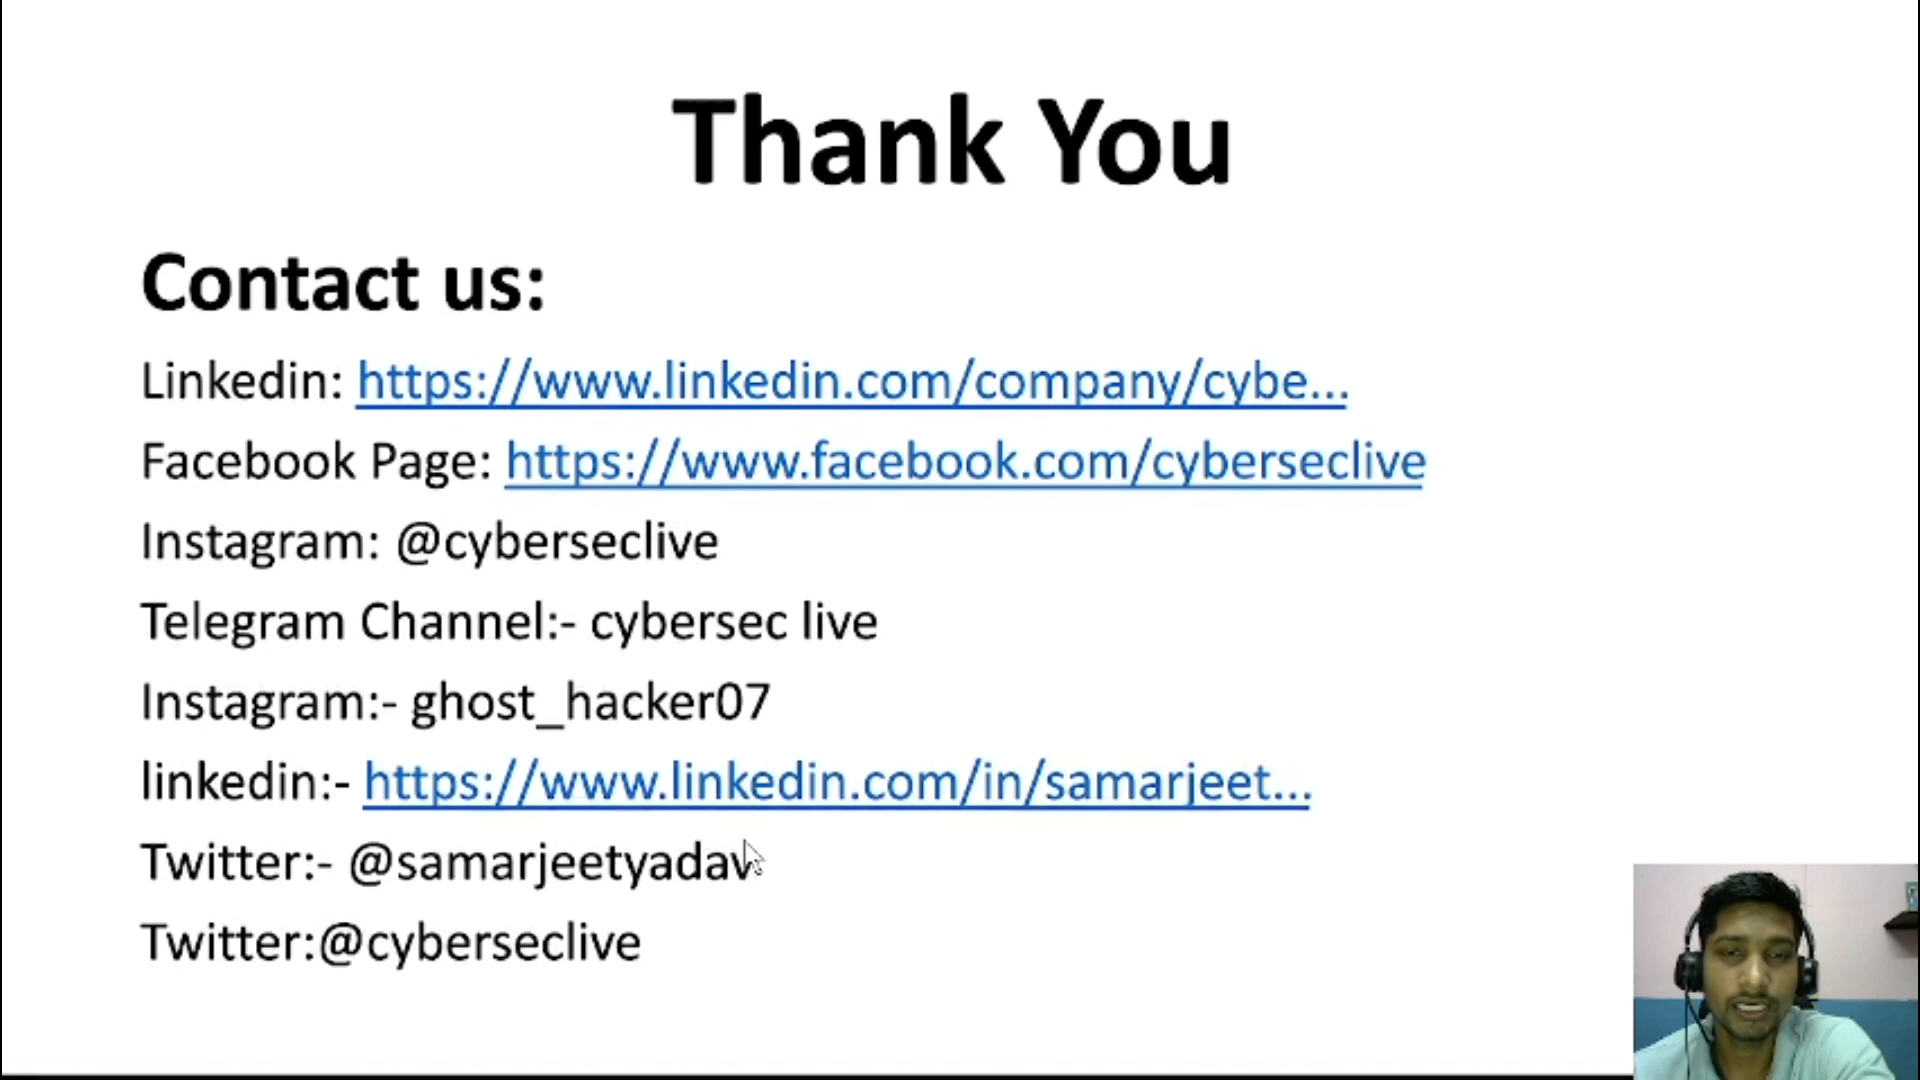 Thank You
Contact us:
Linkedin: https://www.linkedin.com/company/cybe...
Facebook Page: https://www.facebook.com/cyberseclive
Instagram: @cyberseclive
Telegram Channel:- cybersec live
Instagram:- ghost_hacker07
linkedin:- https://www.linkedin.com/in/samarjeet...
Twitter:- @samarjeetyadav
Twitter:@cyberseclive